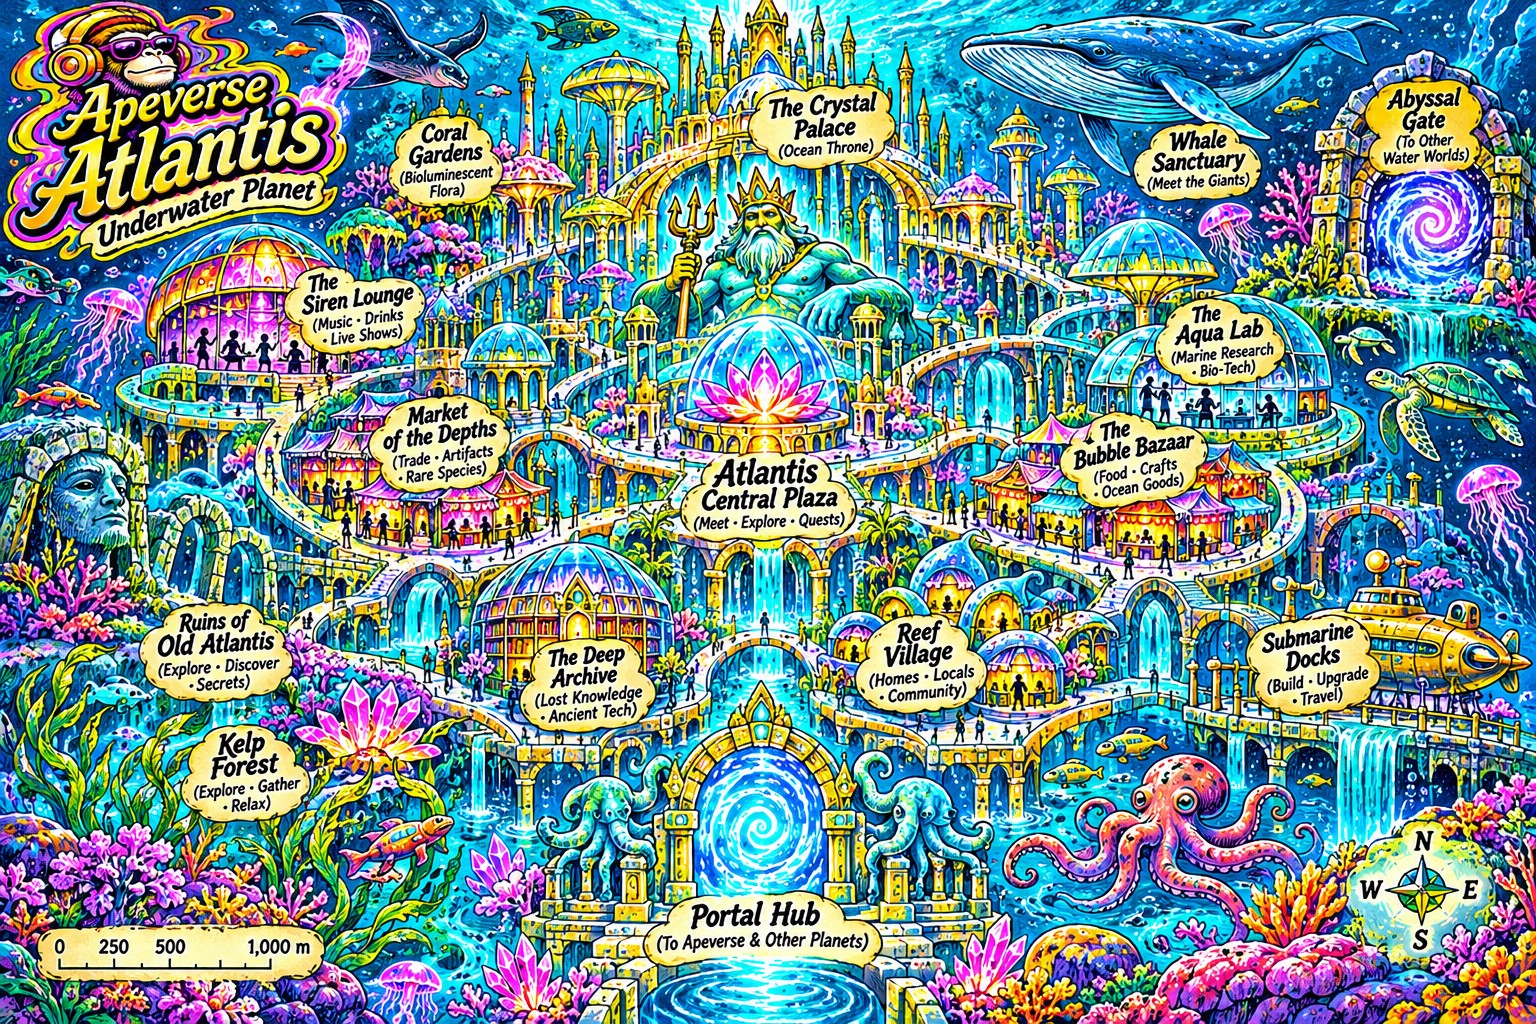 Apeverse
Atlantis
Underwater Planet
The Crystal
Palace
(Ocean Throne)
Coral
Gardens
(Bioluminescent
Flora)
Whale
Sanctuary
(Meet the Giants)
Abyssal
Gate
(To Other
Water Worlds)
The
Siren Lounge
(Music • Drinks
• Live Shows)
The
Aqua Lab
(Marine Research
• Bio-Tech)
Market
of the Depths
(Trade • Artifacts
• Rare Species)
The
Bubble Bazaar
(Food • Crafts
• Ocean Goods)
Atlantis
Central Plaza
(Meet • Explore • Quests)
Ruins of
Old Atlantis
(Explore • Discover
• Secrets)
The Deep
Archive
(Lost Knowledge
• Ancient Tech)
Reef
Village
(Homes • Locals
• Community)
Submarine
Docks
(Build • Upgrade
• Travel)
Kelp
Forest
(Explore • Gather
• Relax)
Portal Hub
(To Apeverse & Other Planets)
0 250 500 1,000 m
N
W E
S